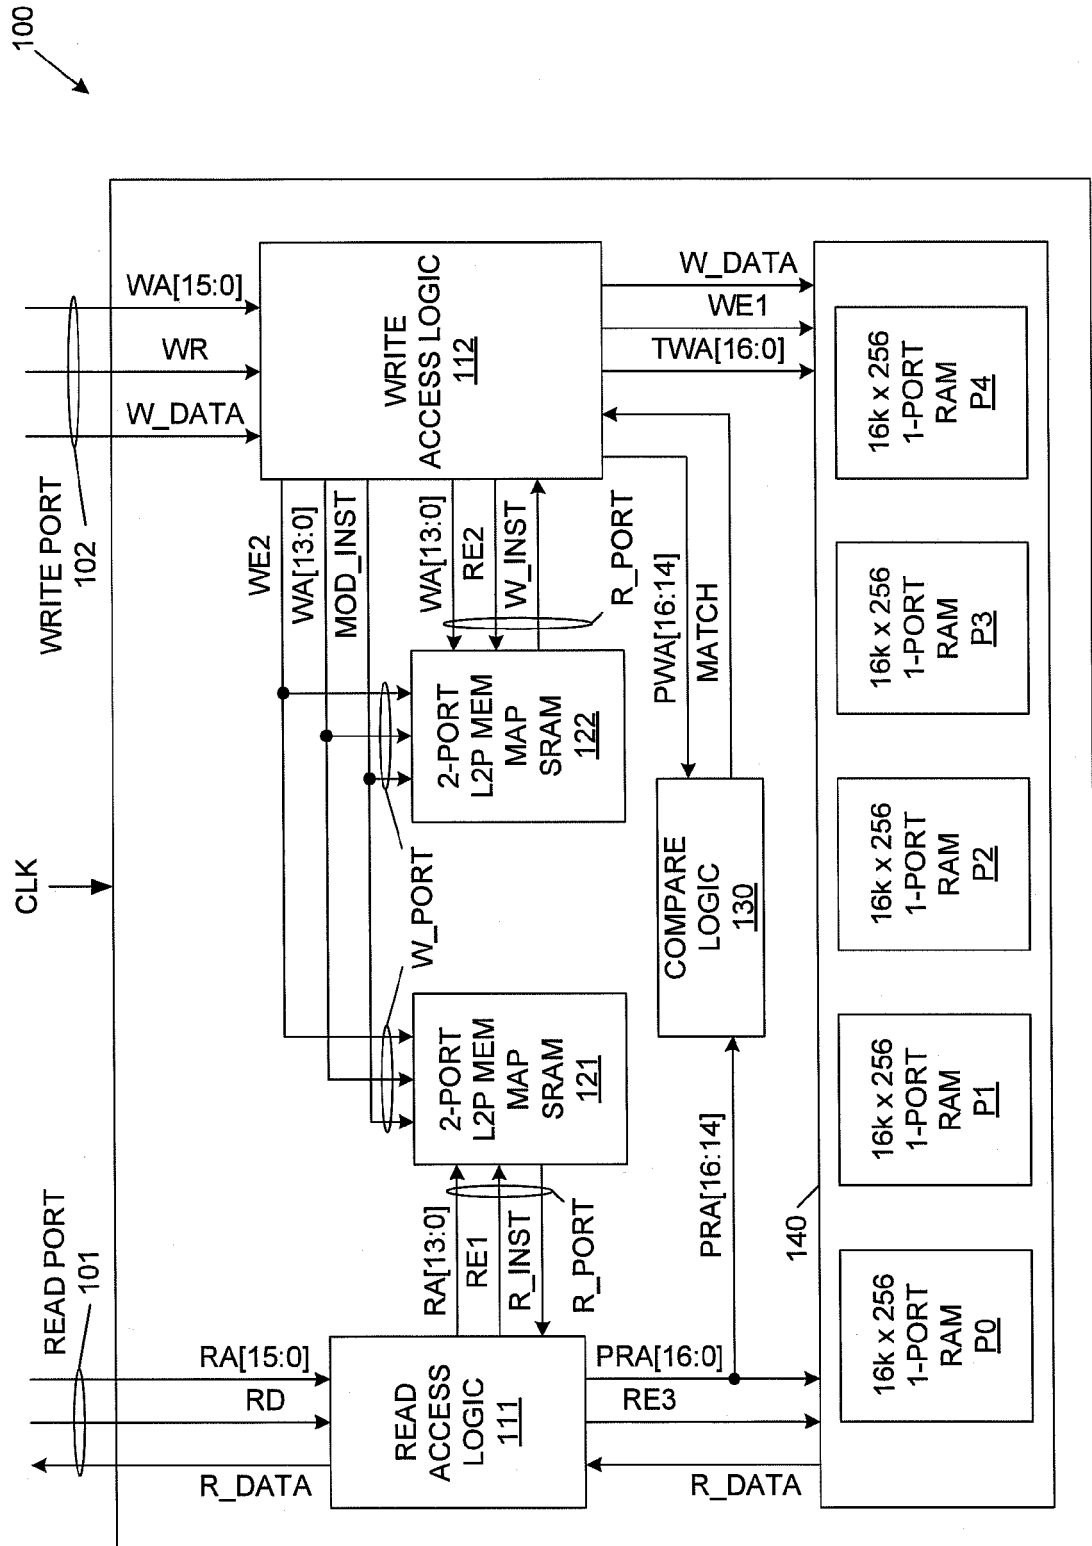 100
CLK
READ PORT
101
WRITE PORT
102
RA[15:0]
RD
R_DATA
WA[15:0]
WR
W_DATA
READ
ACCESS
LOGIC
111
WRITE
ACCESS LOGIC
112
WE2
WA[13:0]
MOD_INST
WA[13:0]
RE2
W_INST
R_PORT
W_PORT
RA[13:0]
RE1
R_INST
R_PORT
2-PORT
L2P MEM
MAP
SRAM
121
2-PORT
L2P MEM
MAP
SRAM
122
PRA[16:0]
RE3
R_DATA
PRA[16:14]
COMPARE
LOGIC
130
PWA[16:14]
MATCH
W_DATA
WE1
TWA[16:0]
140
16k x 256
1-PORT
RAM
P0
16k x 256
1-PORT
RAM
P1
16k x 256
1-PORT
RAM
P2
16k x 256
1-PORT
RAM
P3
16k x 256
1-PORT
RAM
P4